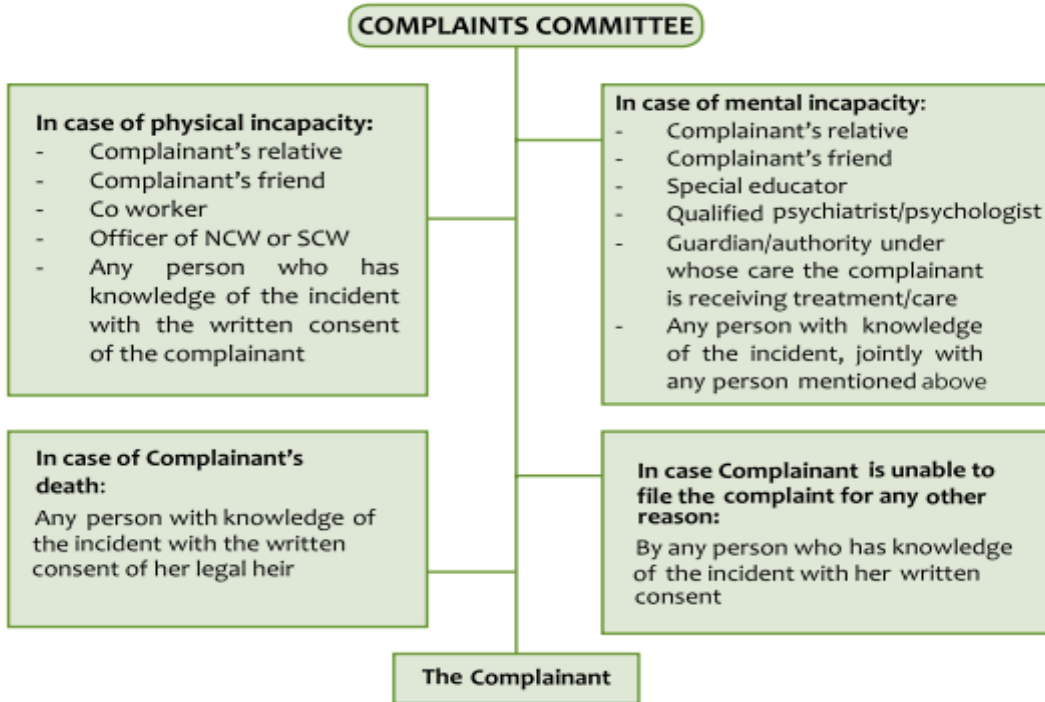 COMPLAINTS COMMITTEE
In case of physical incapacity:
- Complainant's relative
- Complainant's friend
- Co worker
- Officer of NCW or SCW
- Any person who has
knowledge of the incident
with the written consent
of the complainant
In case of mental incapacity:
- Complainant's relative
- Complainant's friend
- Special educator
- Qualified psychiatrist/psychologist
- Guardian/authority under
whose care the complainant
is receiving treatment/care
- Any person with knowledge
of the incident, jointly with
any person mentioned above
In case of Complainant's
death:
Any person with knowledge of
the incident with the written
consent of her legal heir
In case Complainant is unable to
file the complaint for any other
reason:
By any person who has knowledge
of the incident with her written
consent
The Complainant